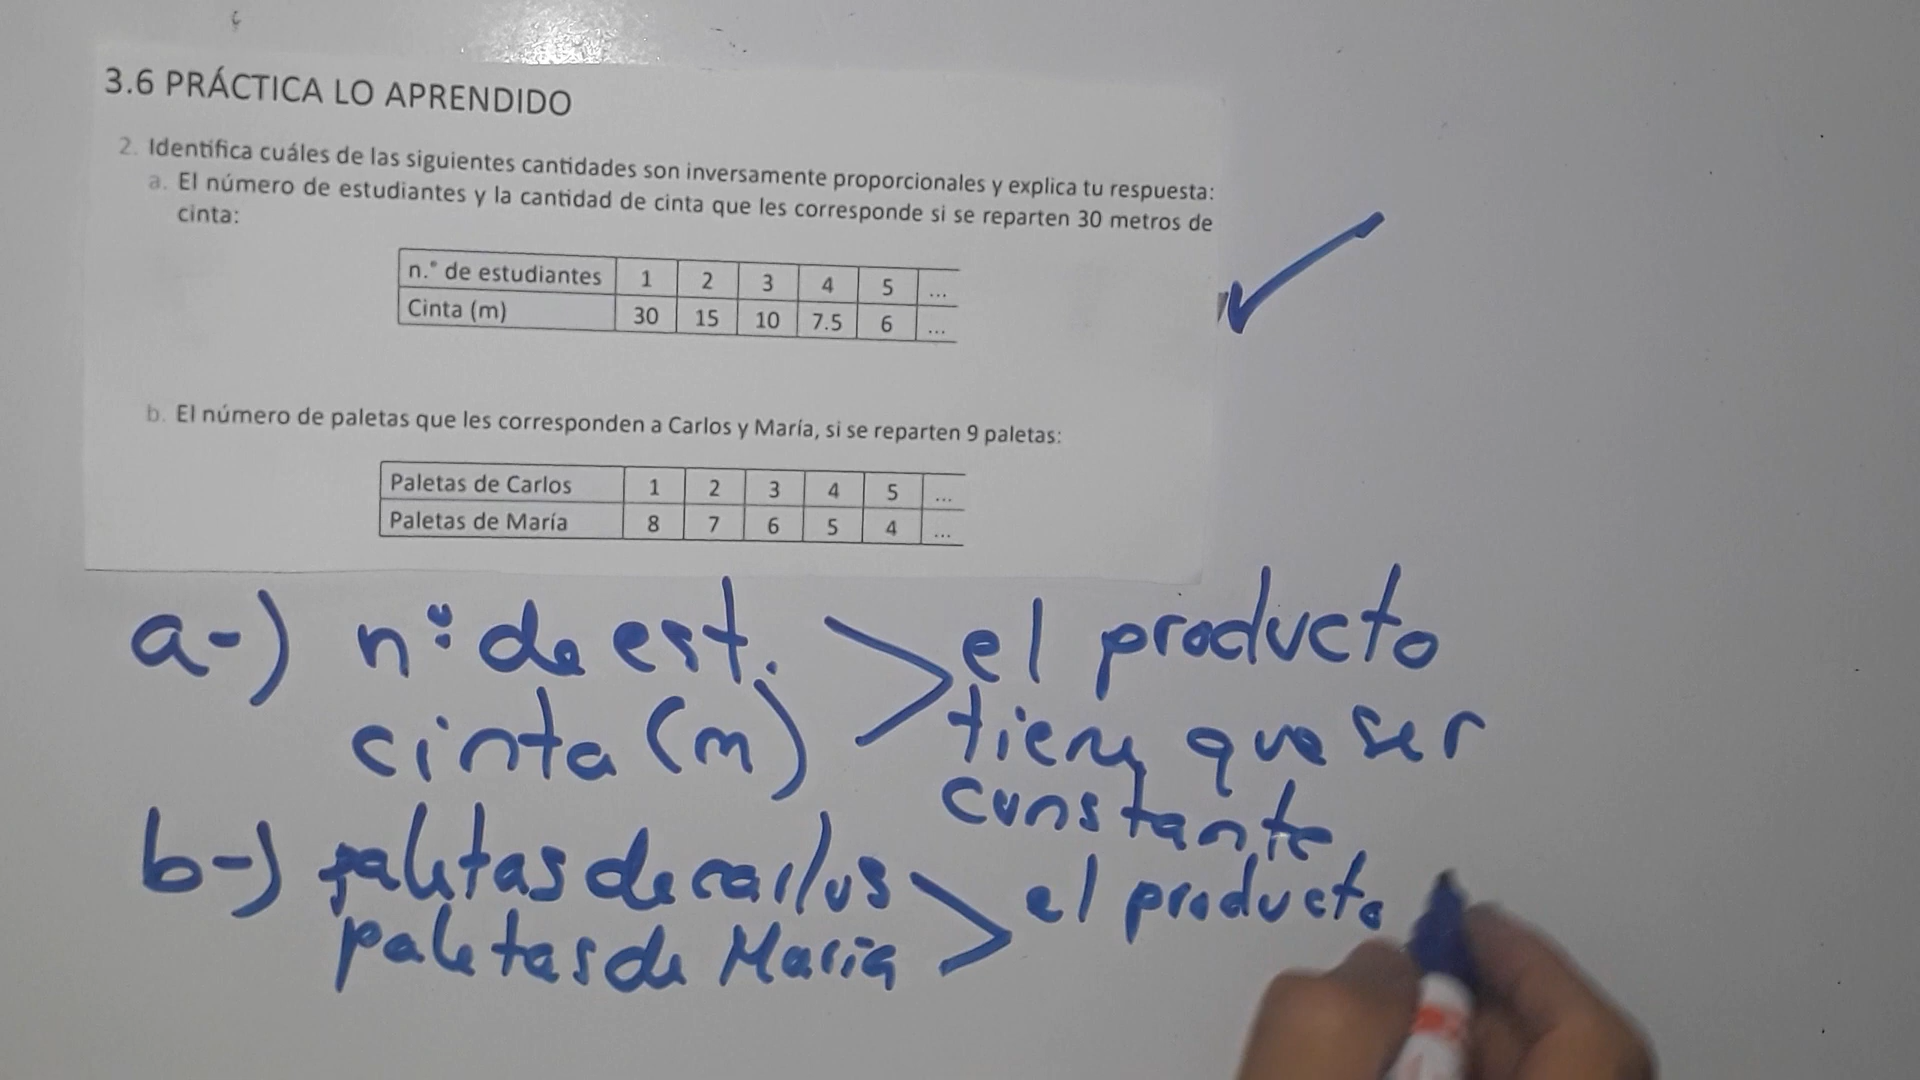 3.6 PRÁCTICA LO APRENDIDO
2. Identifica cuáles de las siguientes cantidades son inversamente proporcionales y explica tu respuesta:
a. El número de estudiantes y la cantidad de cinta que les corresponde si se reparten 30 metros de
cinta:
n.° de estudiantes 1 2 3 4 5 ...
Cinta (m) 30 15 10 7.5 6 ...
b. El número de paletas que les corresponden a Carlos y María, si se reparten 9 paletas:
Paletas de Carlos 1 2 3 4 5 ...
Paletas de María 8 7 6 5 4 ...
a-) n° de est. > el producto
cinta (m) tiene que ser
constante
b-) paletas de carlos > el producto
paletas de Maria